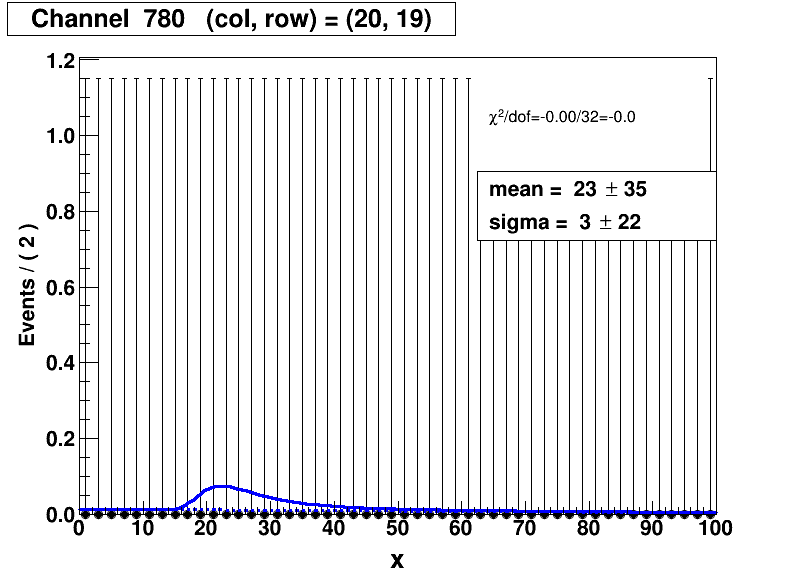 Channel 780 (col, row) = (20, 19)
1.2
1.0
0.8
0.6
0.4
0.2
0.0
Events / ( 2 )
χ²/dof=-0.00/32=-0.0
mean = 23 ± 35
sigma = 3 ± 22
0 10 20 30 40 50 60 70 80 90 100
x